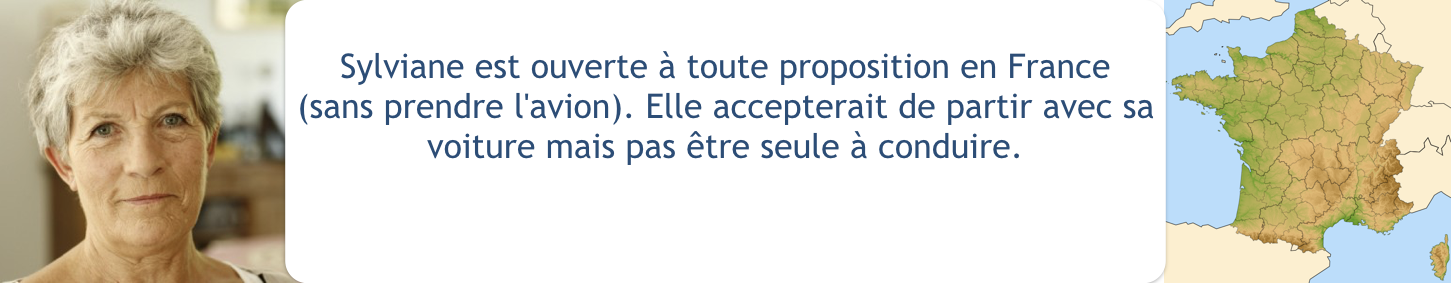 Sylviane est ouverte à toute proposition en France
(sans prendre l'avion). Elle accepterait de partir avec sa
voiture mais pas être seule à conduire.